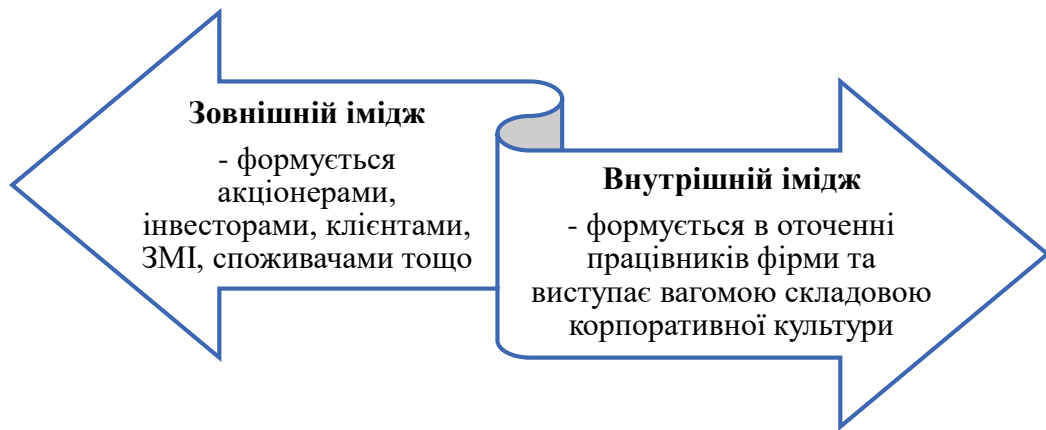 Зовнішній імідж
- формується
акціонерами,
інвесторами, клієнтами,
ЗМІ, споживачами тощо
Внутрішній імідж
- формується в оточенні
працівників фірми та
виступає вагомою складовою
корпоративної культури